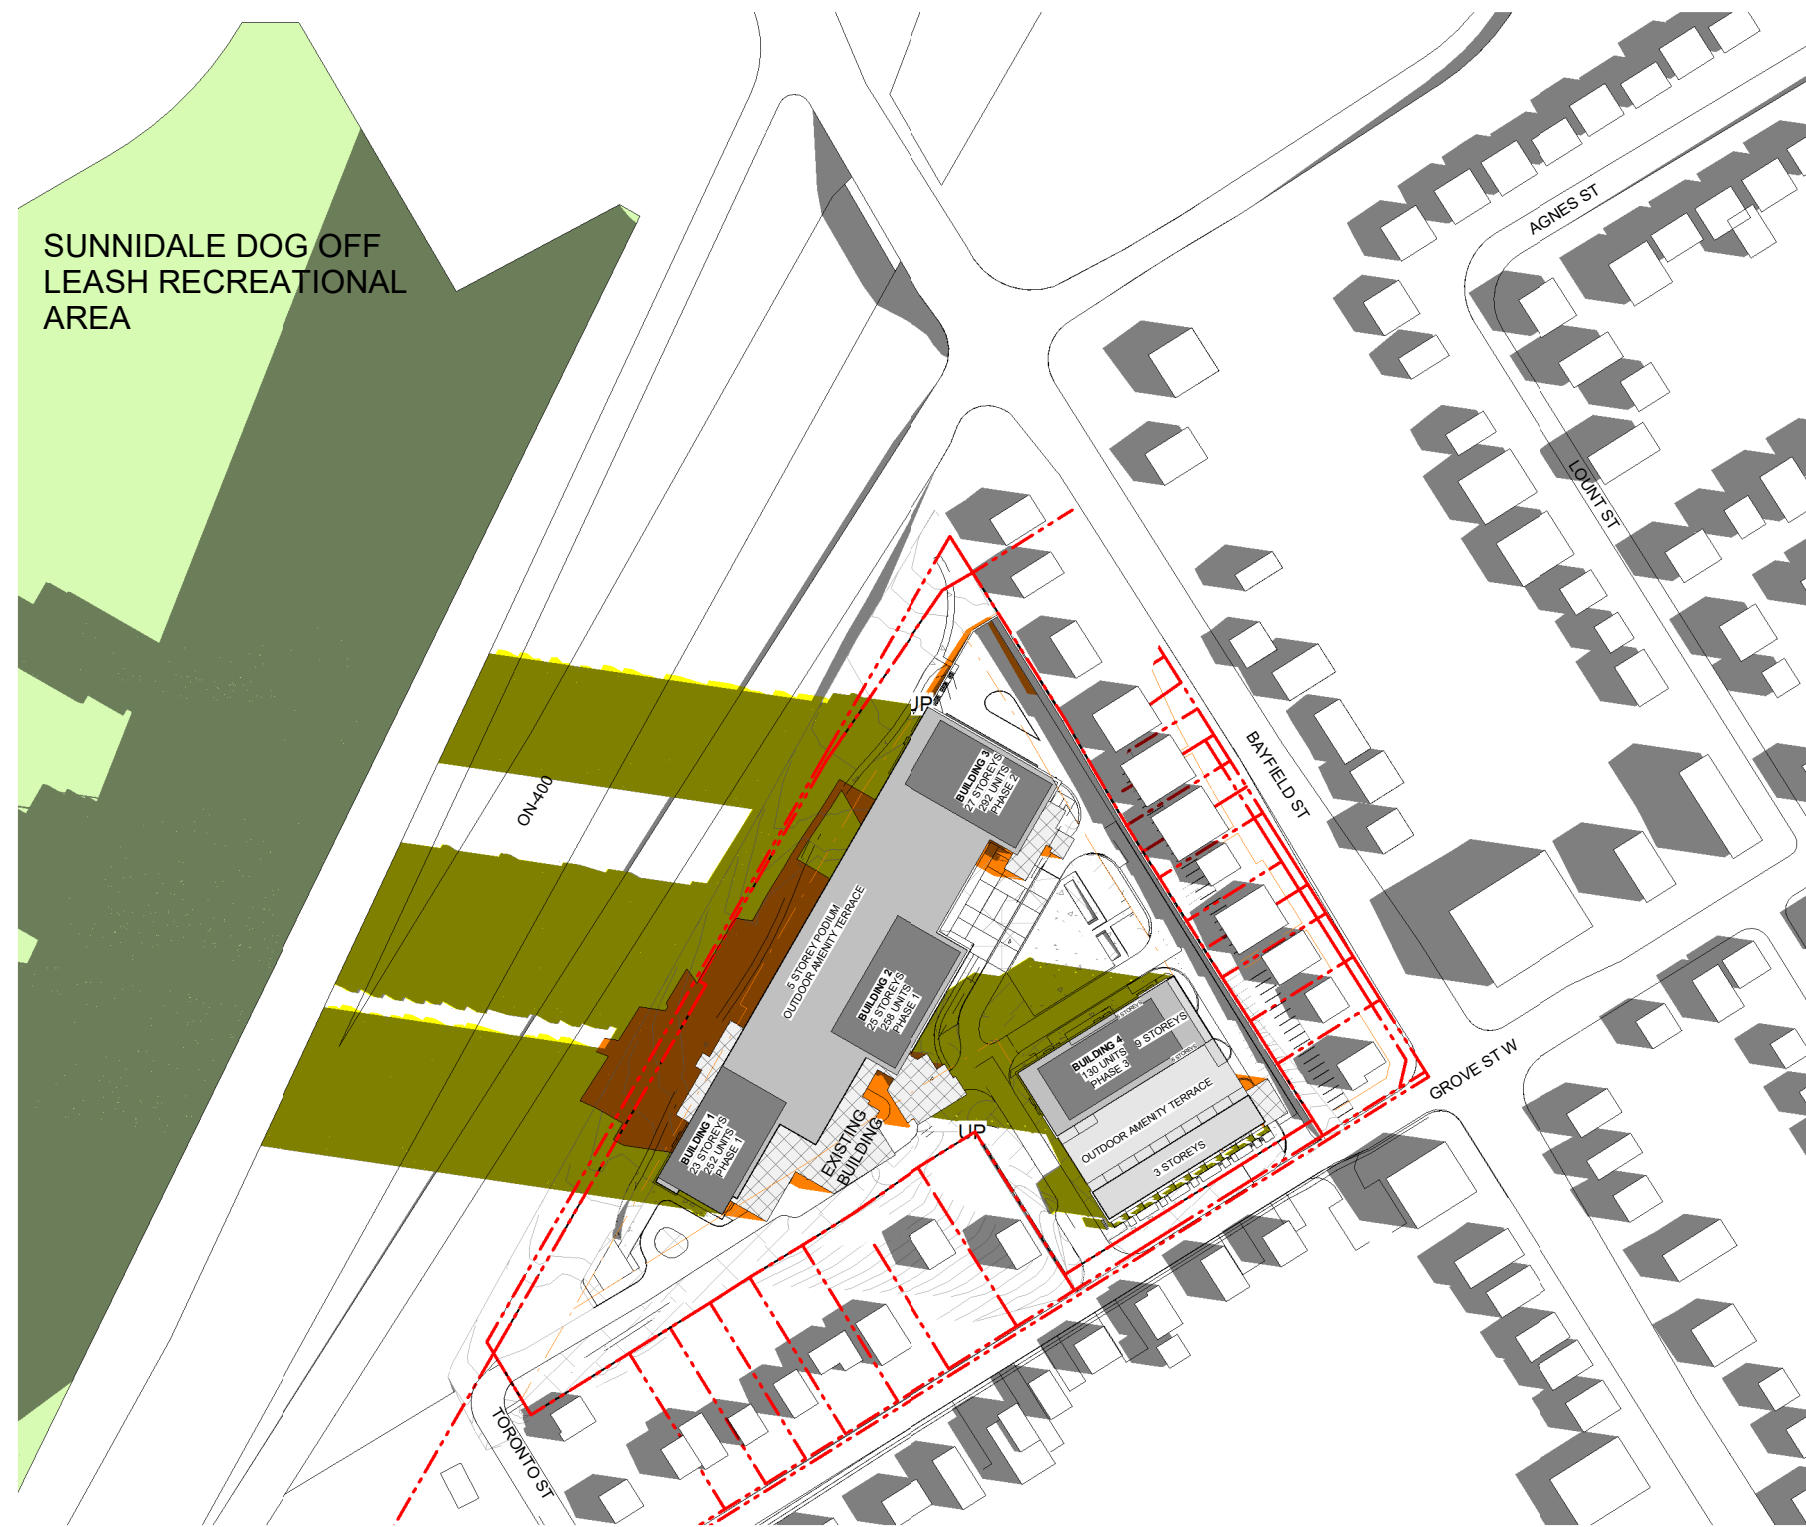 SUNNIDALE DOG OFF
LEASH RECREATIONAL
AREA
AGNES ST
LOUNT ST
BAYFIELD ST
GROVE ST W
TORONTO ST
ON-400
UP
BUILDING 3
27 STOREYS
292 UNITS
PHASE 2
5 STOREY PODIUM
OUTDOOR AMENITY TERRACE
BUILDING 2
25 STOREYS
258 UNITS
PHASE 1
BUILDING 1
23 STOREYS
252 UNITS
PHASE 1
EXISTING
BUILDING
UP
BUILDING 4
130 UNITS
PHASE 3
9 STOREYS
OUTDOOR AMENITY TERRACE
3 STOREYS